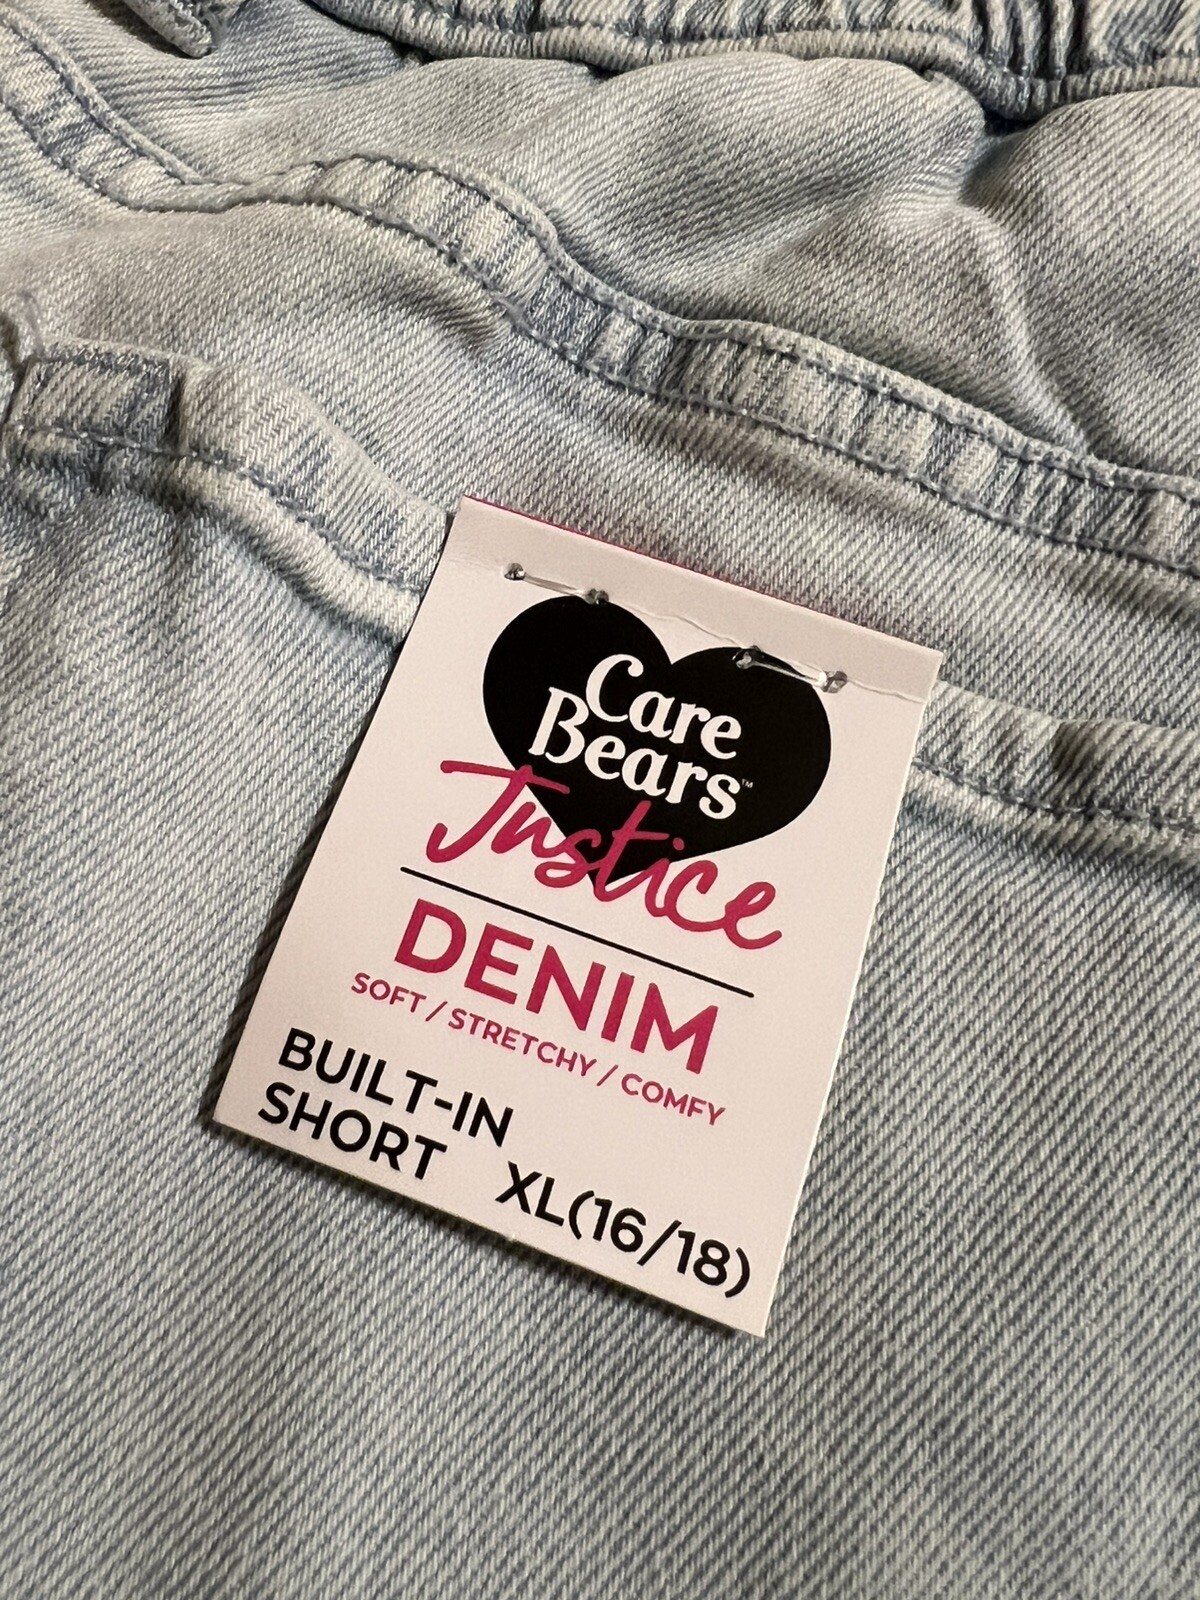 Care
Bears™
Justice
DENIM
SOFT / STRETCHY / COMFY
BUILT-IN
SHORT XL(16/18)